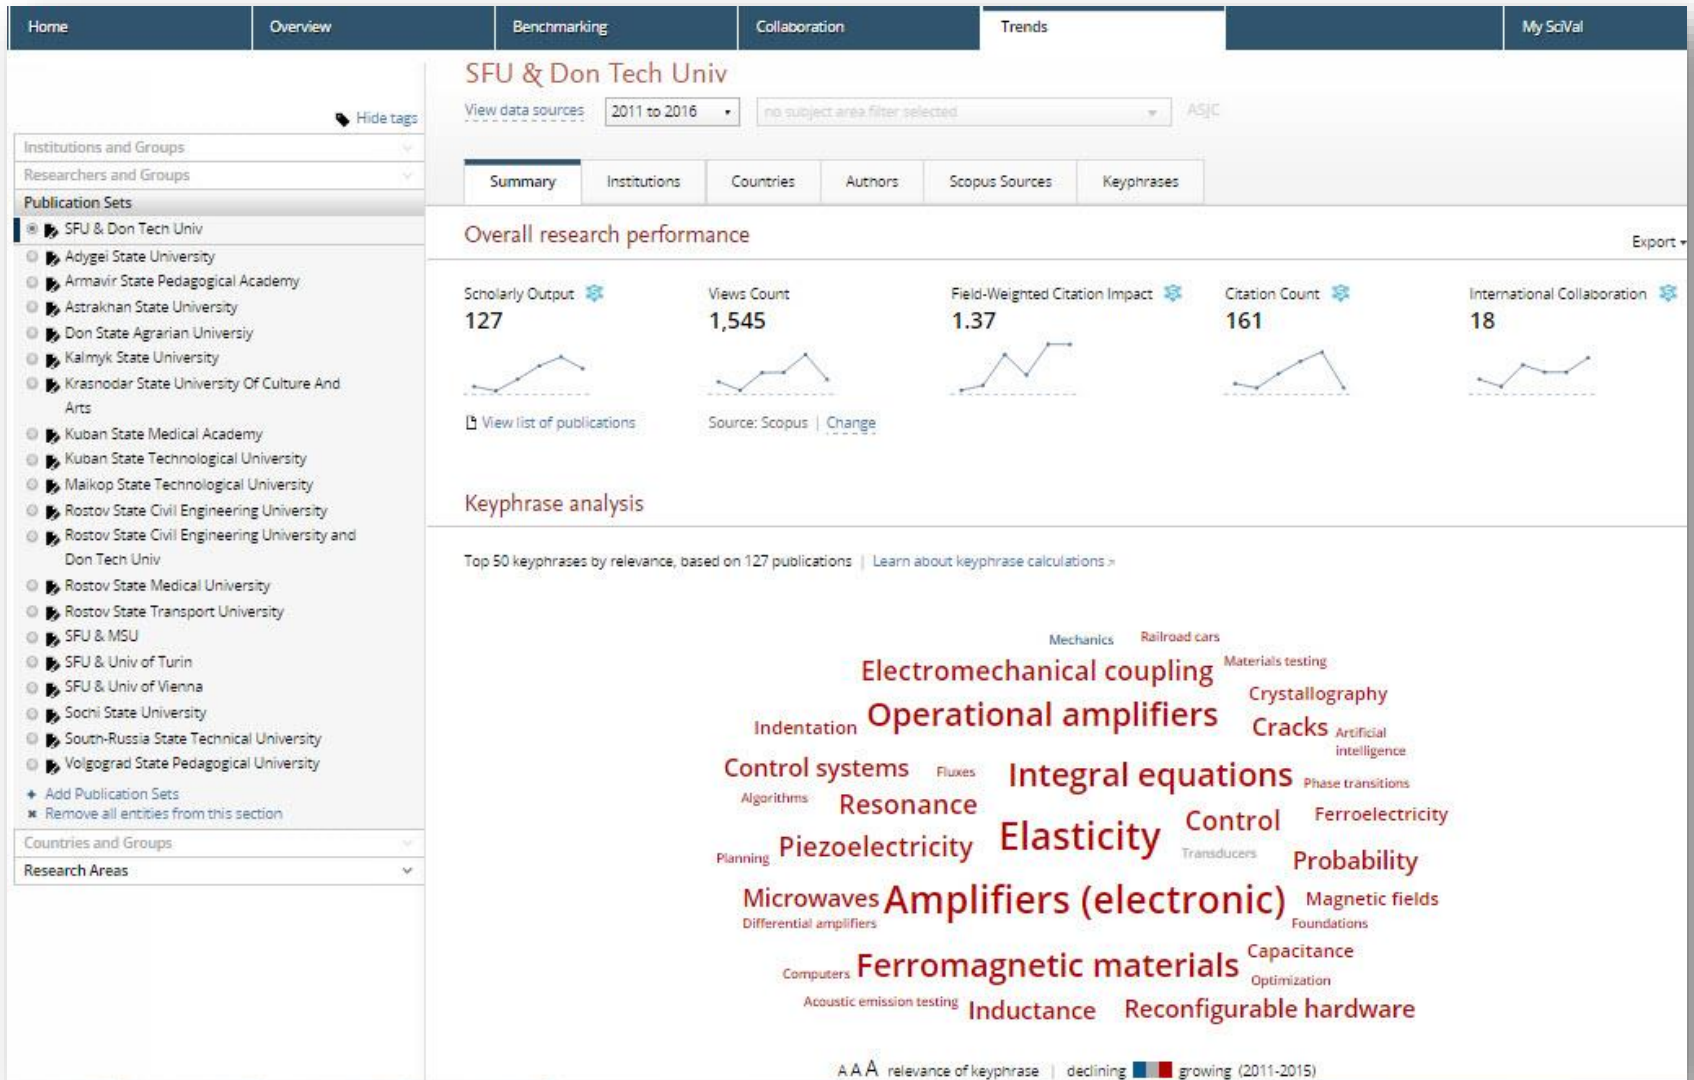 Home Overview Benchmarking Collaboration Trends My SciVal
SFU & Don Tech Univ
View data sources 2011 to 2016 no subject area filter selected ASJC
Hide tags
Institutions and Groups
Researchers and Groups
Publication Sets
SFU & Don Tech Univ
Adygei State University
Armavir State Pedagogical Academy
Astrakhan State University
Don State Agrarian Universiy
Kalmyk State University
Krasnodar State University Of Culture And
Arts
Kuban State Medical Academy
Kuban State Technological University
Maikop State Technological University
Rostov State Civil Engineering University
Rostov State Civil Engineering University and
Don Tech Univ
Rostov State Medical University
Rostov State Transport University
SFU & MSU
SFU & Univ of Turin
SFU & Univ of Vienna
Sochi State University
South-Russia State Technical University
Volgograd State Pedagogical University
Add Publication Sets
Remove all entities from this section
Countries and Groups
Research Areas
Summary Institutions Countries Authors Scopus Sources Keyphrases
Overall research performance
Export
Scholarly Output Views Count Field-Weighted Citation Impact Citation Count International Collaboration
127 1,545 1.37 161 18
View list of publications Source: Scopus | Change
Keyphrase analysis
Top 50 keyphrases by relevance, based on 127 publications | Learn about keyphrase calculations >
Mechanics Railroad cars
Electromechanical coupling Materials testing
Crystallography
Indentation Operational amplifiers Cracks Artificial
intelligence
Control systems Fluxes Integral equations Phase transitions
Algorithms Resonance Control Ferroelectricity
Planning Piezoelectricity Elasticity Transducers Probability
Microwaves Amplifiers (electronic) Magnetic fields
Differential amplifiers Foundations
Computers Ferromagnetic materials Capacitance
Optimization
Acoustic emission testing Inductance Reconfigurable hardware
A A A relevance of keyphrase | declining growing (2011-2015)